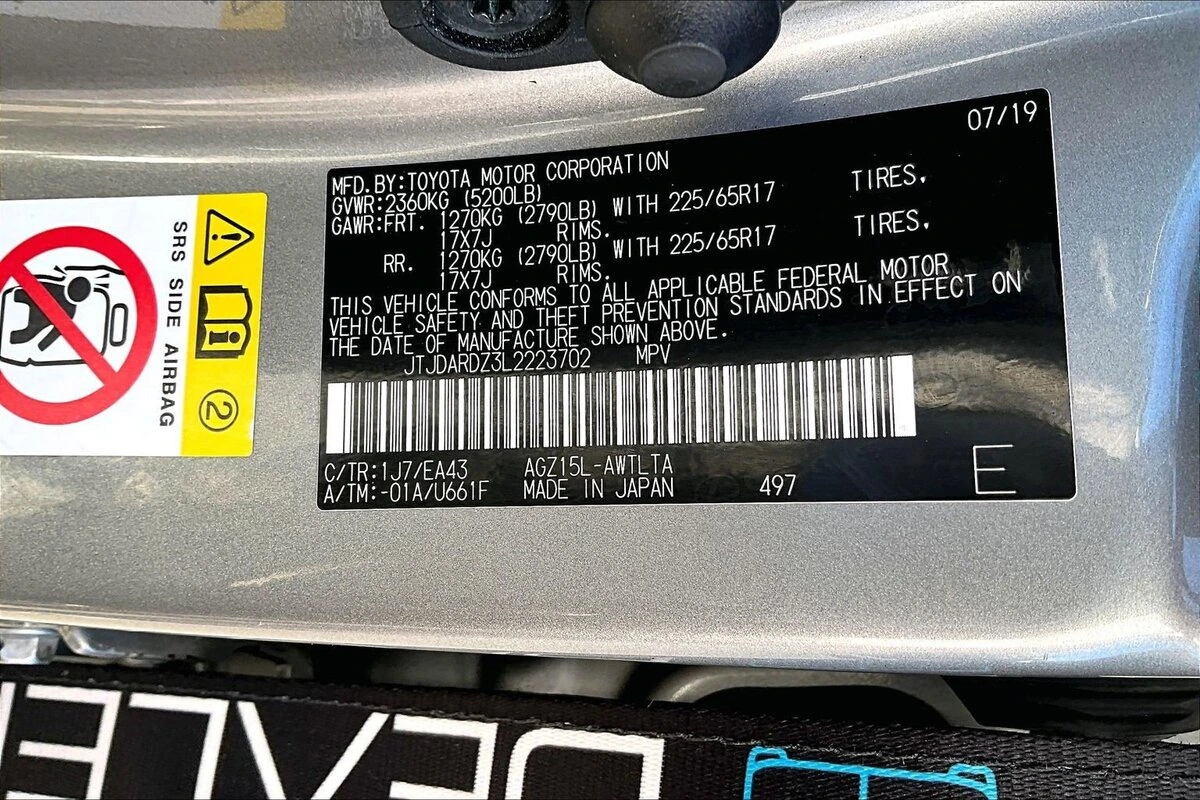 07/19
MFD.BY:TOYOTA MOTOR CORPORATION
GVWR:2360KG (5200LB)
GAWR:FRT. 1270KG (2790LB) WITH 225/65R17 TIRES.
17X7J RIMS.
RR. 1270KG (2790LB) WITH 225/65R17 TIRES.
17X7J RIMS.
THIS VEHICLE CONFORMS TO ALL APPLICABLE FEDERAL MOTOR
VEHICLE SAFETY AND THEFT PREVENTION STANDARDS IN EFFECT ON
THE DATE OF MANUFACTURE SHOWN ABOVE.
JTJDARDZ3L2223702 MPV
C/TR:1J7/EA43 AGZ15L-AWTLTA
A/TM:-01A/U661F MADE IN JAPAN 497
E
SRS SIDE AIRBAG
2
DEALER